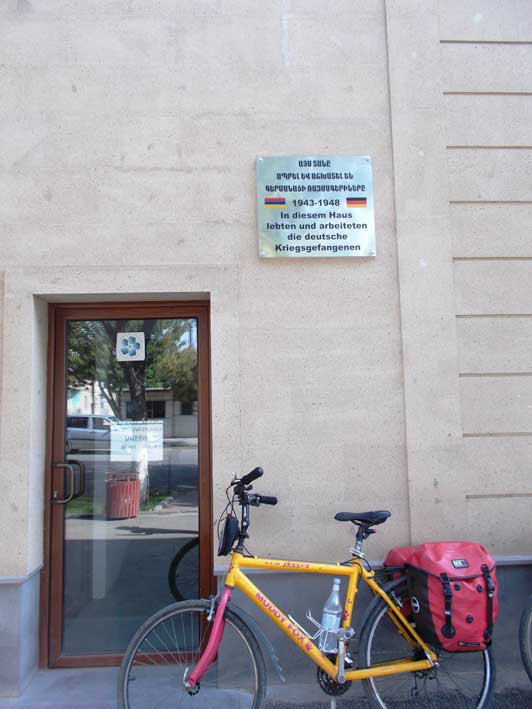 ԱՅՍ ՏԱՆԸ
ԱՊՐԵԼ ԵՎ ԱՇԽԱՏԵԼ ԵՆ
ԳԵՐՄԱՆԱՑԻ ՌԱԶՄԱԳԵՐԻՆԵՐԸ
1943-1948
In diesem Haus
lebten und arbeiteten
die deutsche
Kriegsgefangenen
MUDDY FOX